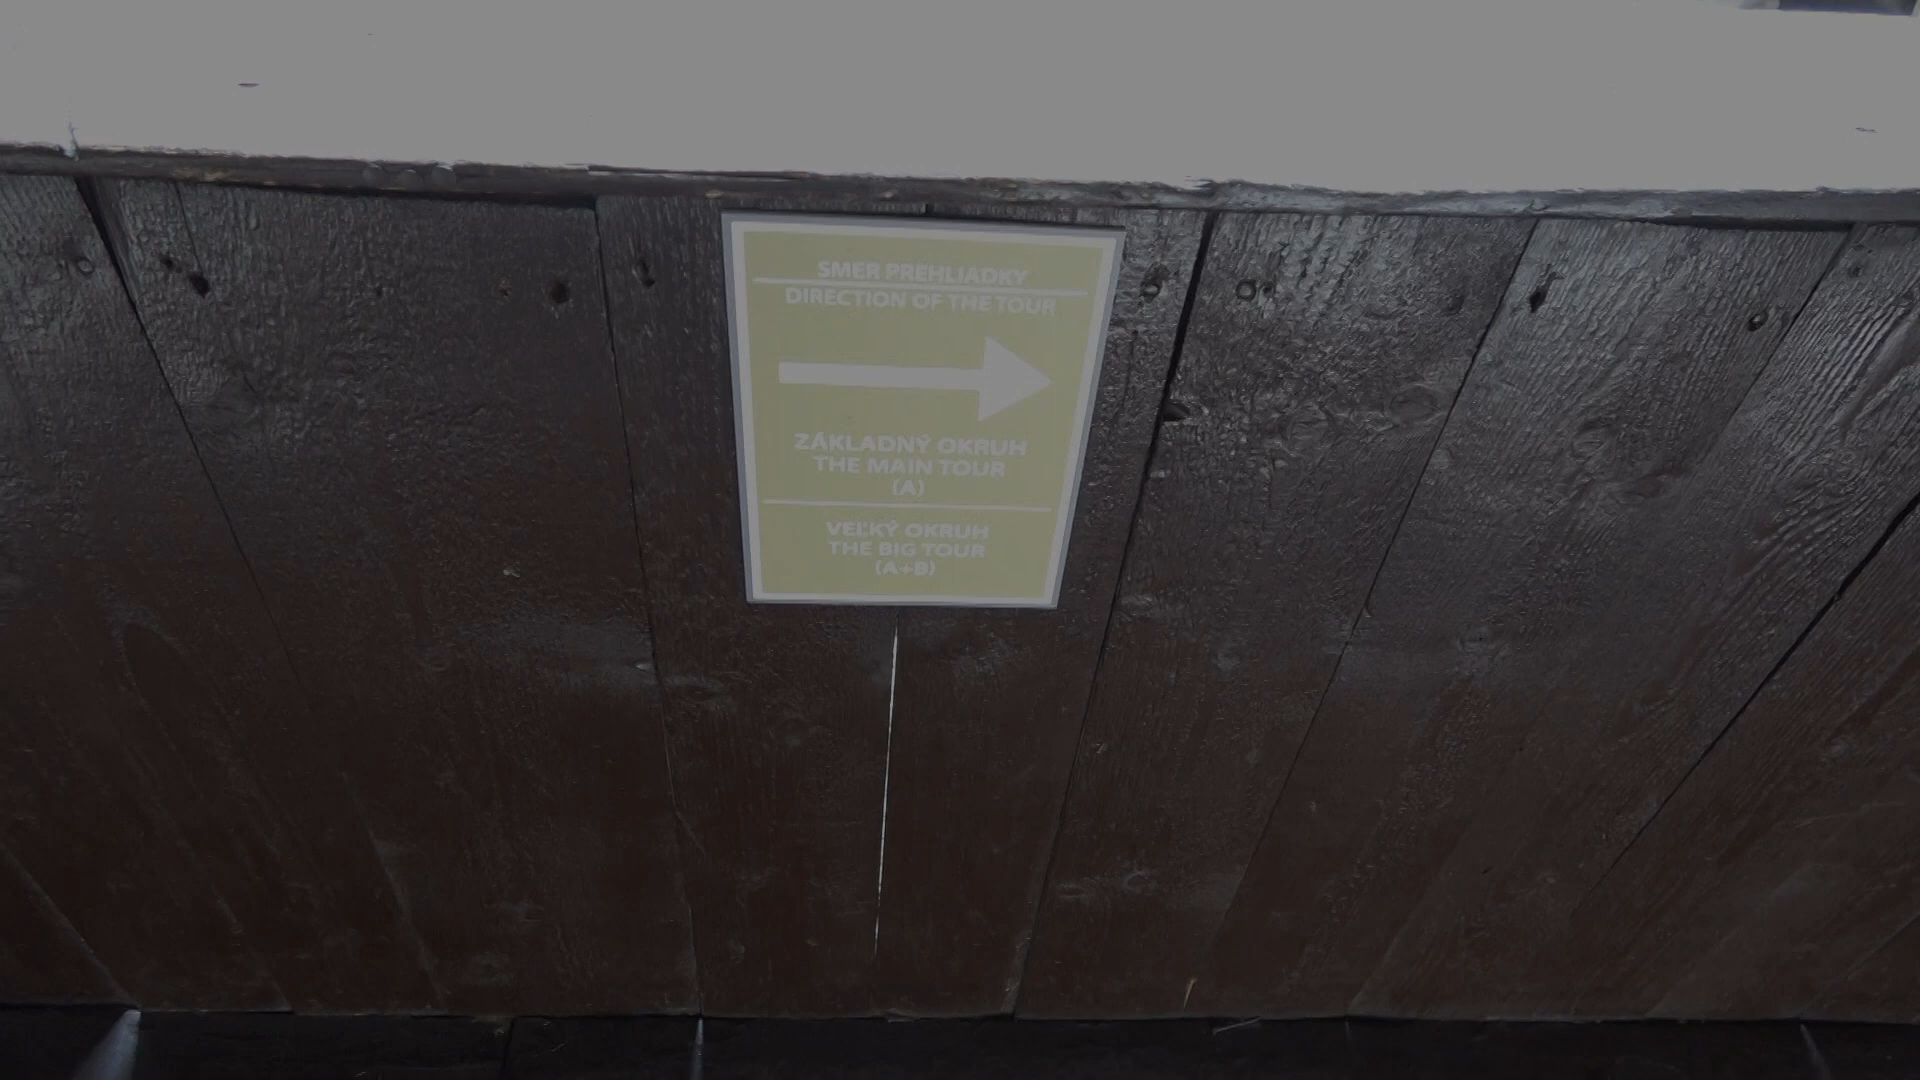 SMER PREHLIADKY
DIRECTION OF THE TOUR
ZÁKLADNÝ OKRUH
THE MAIN TOUR
(A)
VEĽKÝ OKRUH
THE BIG TOUR
(A+B)